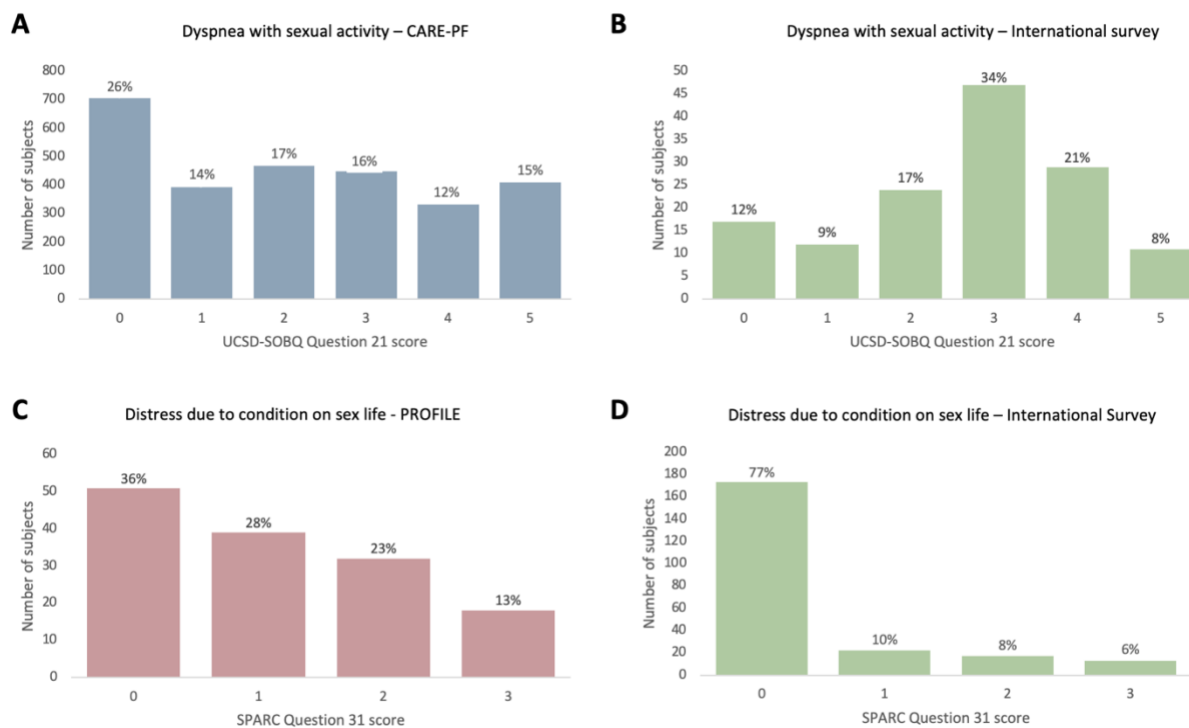 A
Dyspnea with sexual activity – CARE-PF
Number of subjects
800
700
600
500
400
300
200
100
0
26%
14%
17%
16%
12%
15%
0 1 2 3 4 5
UCSD-SOBQ Question 21 score
B
Dyspnea with sexual activity – International survey
Number of subjects
50
45
40
35
30
25
20
15
10
5
0
12%
9%
17%
34%
21%
8%
0 1 2 3 4 5
UCSD-SOBQ Question 21 score
C
Distress due to condition on sex life - PROFILE
Number of subjects
60
50
40
30
20
10
0
36%
28%
23%
13%
0 1 2 3
SPARC Question 31 score
D
Distress due to condition on sex life – International Survey
Number of subjects
200
180
160
140
120
100
80
60
40
20
0
77%
10%
8%
6%
0 1 2 3
SPARC Question 31 score